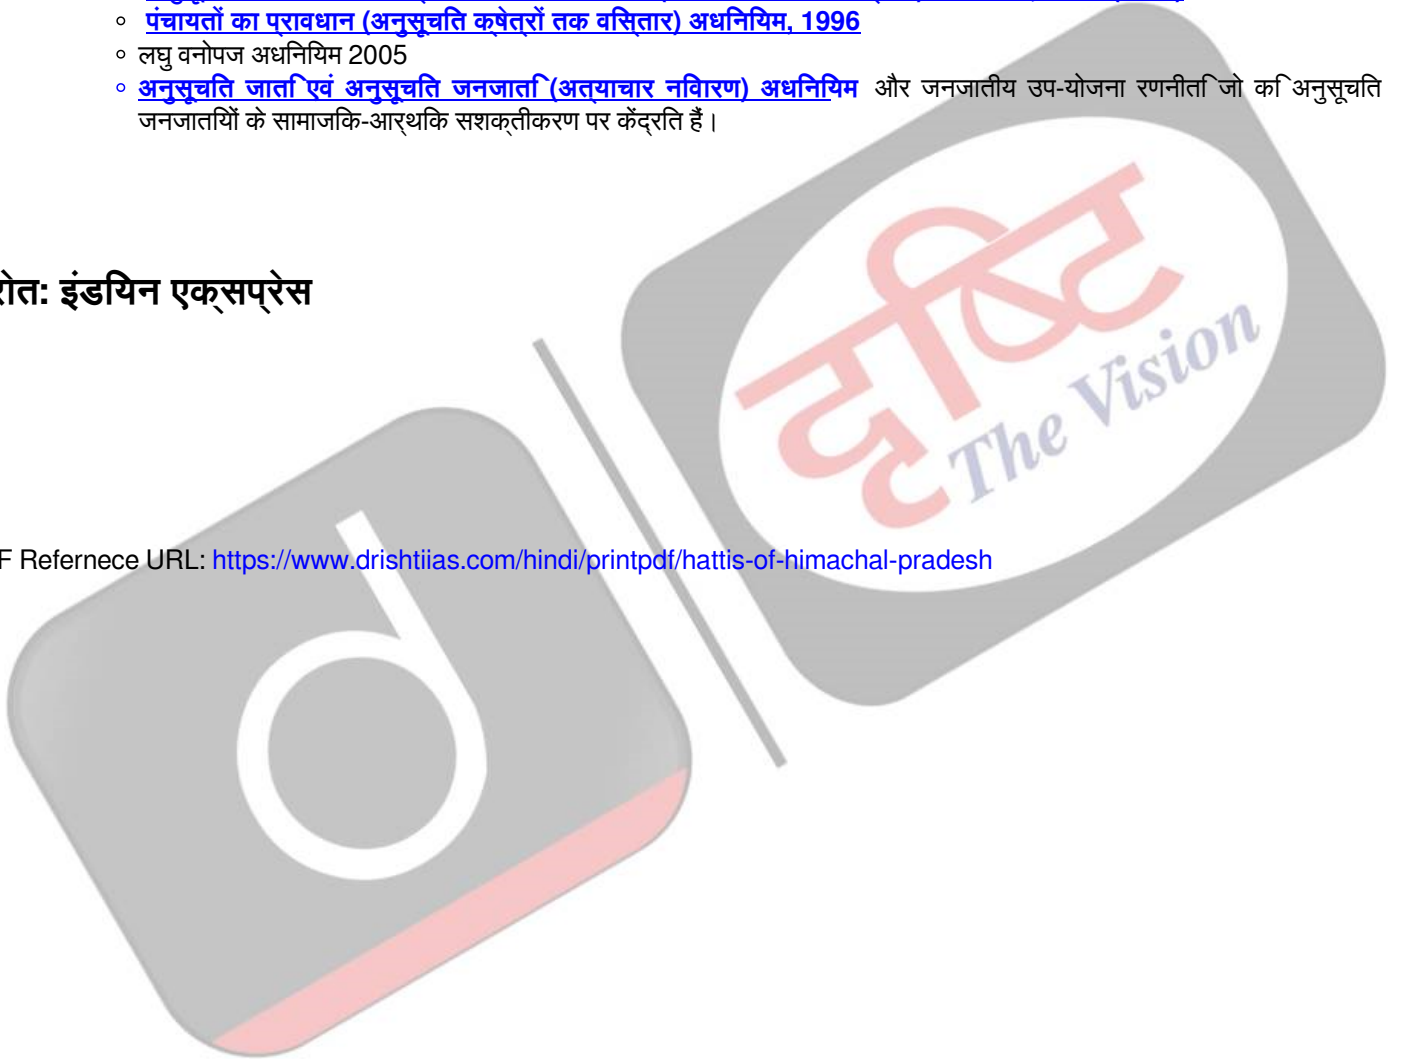 पंचायतों का प्रावधान (अनुसूचित क्षेत्रों तक विस्तार) अधिनियम, 1996
लघु वनोपज अधिनियम 2005
अनुसूचित जाति एवं अनुसूचित जनजाति (अत्याचार निवारण) अधिनियम और जनजातीय उप-योजना रणनीति जो कि अनुसूचित
जनजातियों के सामाजिक-आर्थिक सशक्तीकरण पर केंद्रित हैं।
रोत: इंडियन एक्सप्रेस
दृष्टि
The Vision
F Refernece URL: https://www.drishtiias.com/hindi/printpdf/hattis-of-himachal-pradesh
d